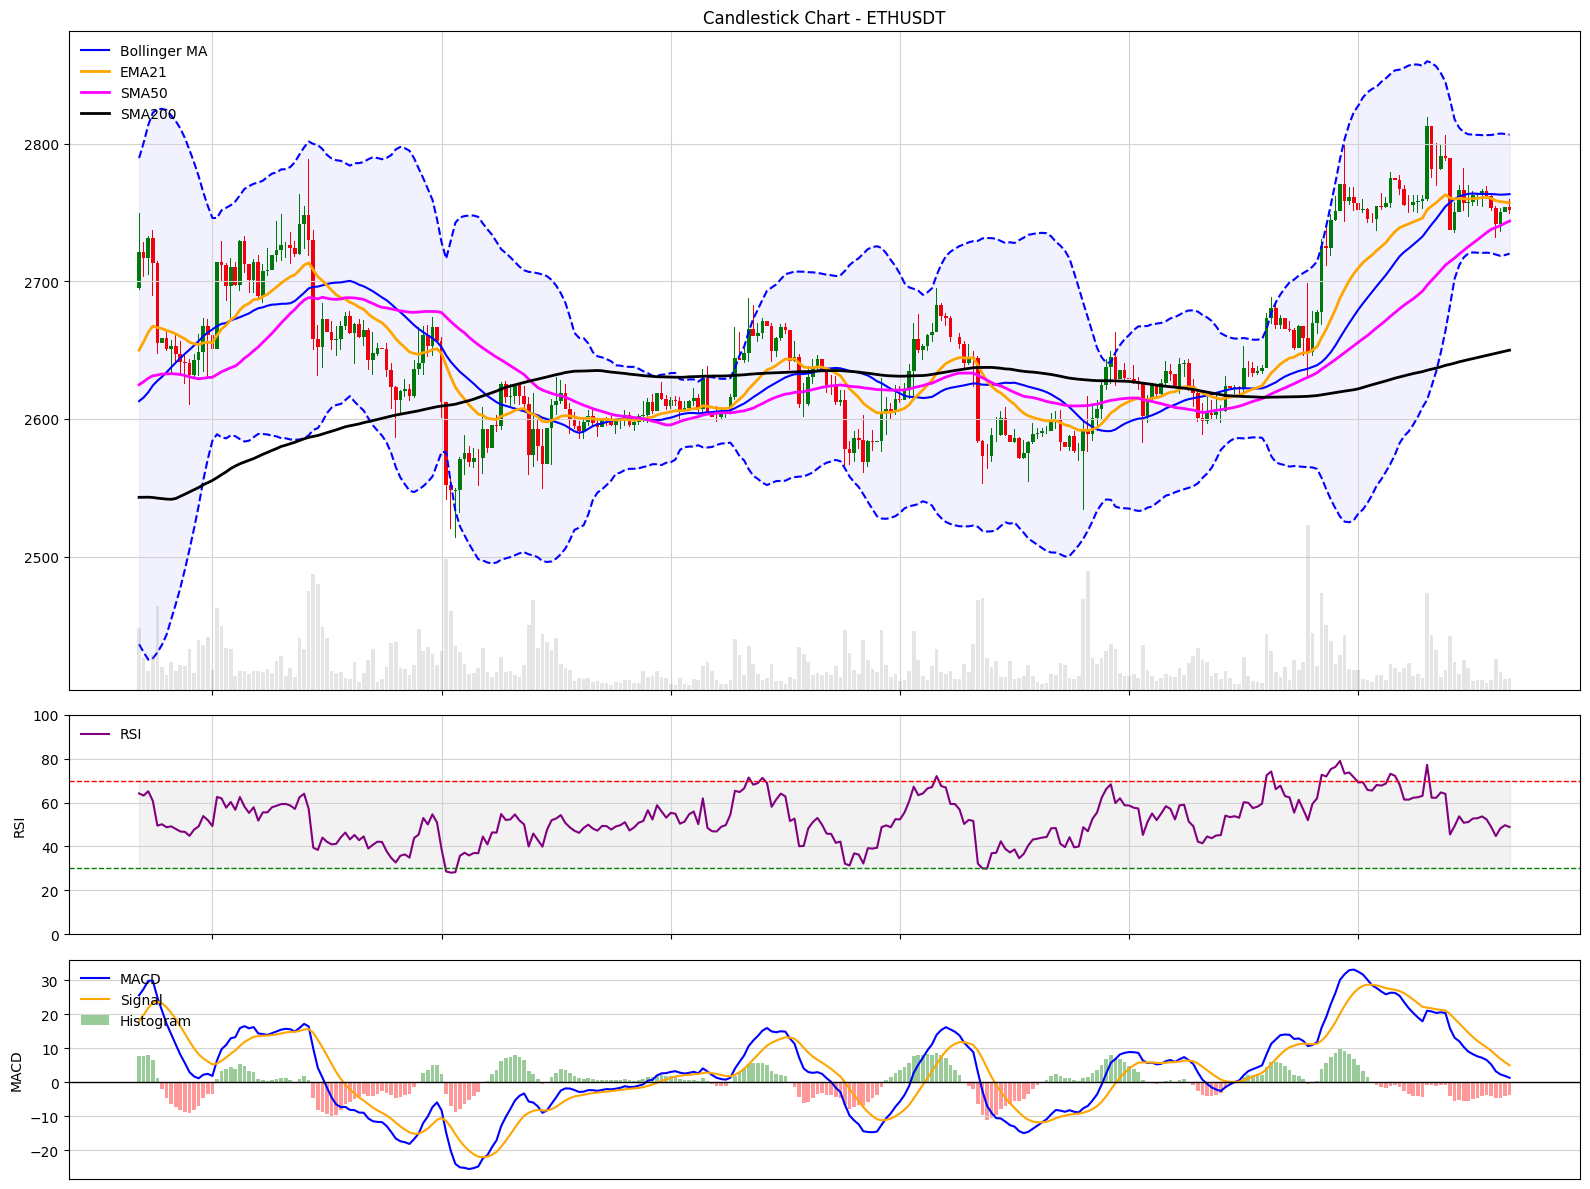 Candlestick Chart - ETHUSDT
Bollinger MA
EMA21
SMA50
SMA200
2800
2700
2600
2500
RSI
100
80
60
40
20
0
RSI
MACD
Signal
Histogram
30
20
10
0
−10
−20
MACD